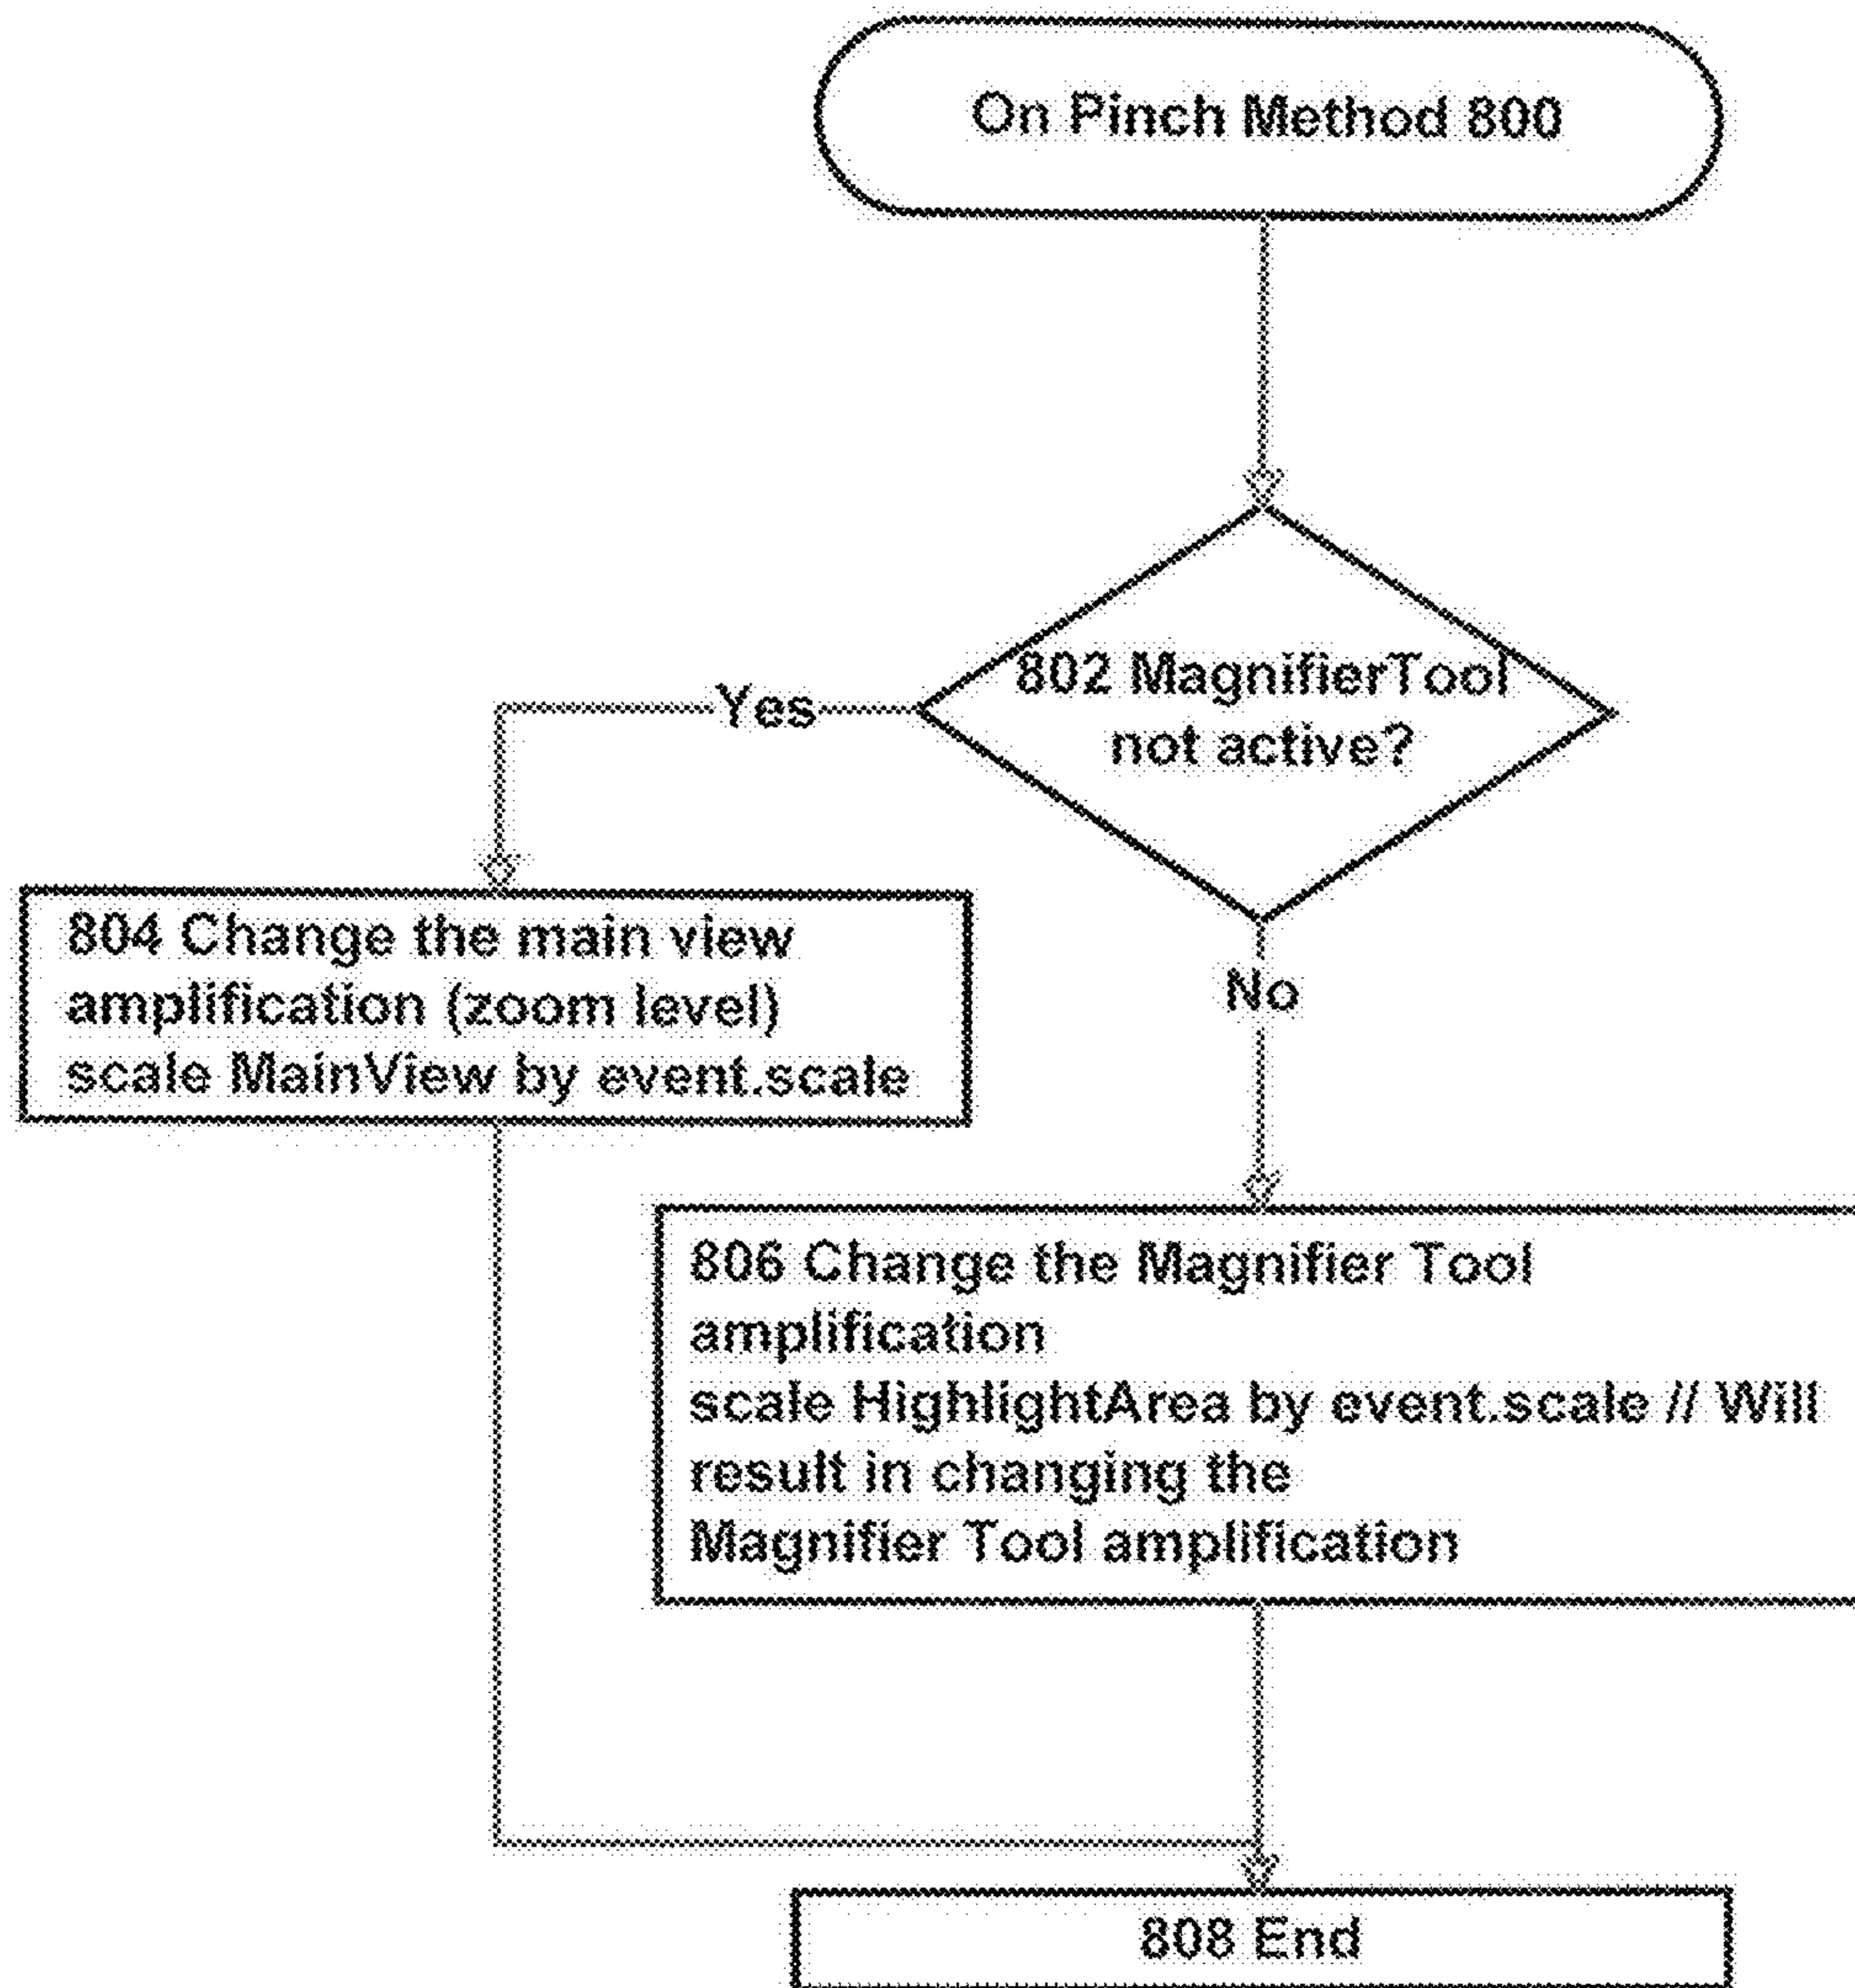 On Pinch Method 800
802 MagnifierTool
not active?
Yes
804 Change the main view
amplification (zoom level)
scale MainView by event.scale
No
806 Change the Magnifier Tool
amplification
scale HighlightArea by event.scale // Will
result in changing the
Magnifier Tool amplification
808 End